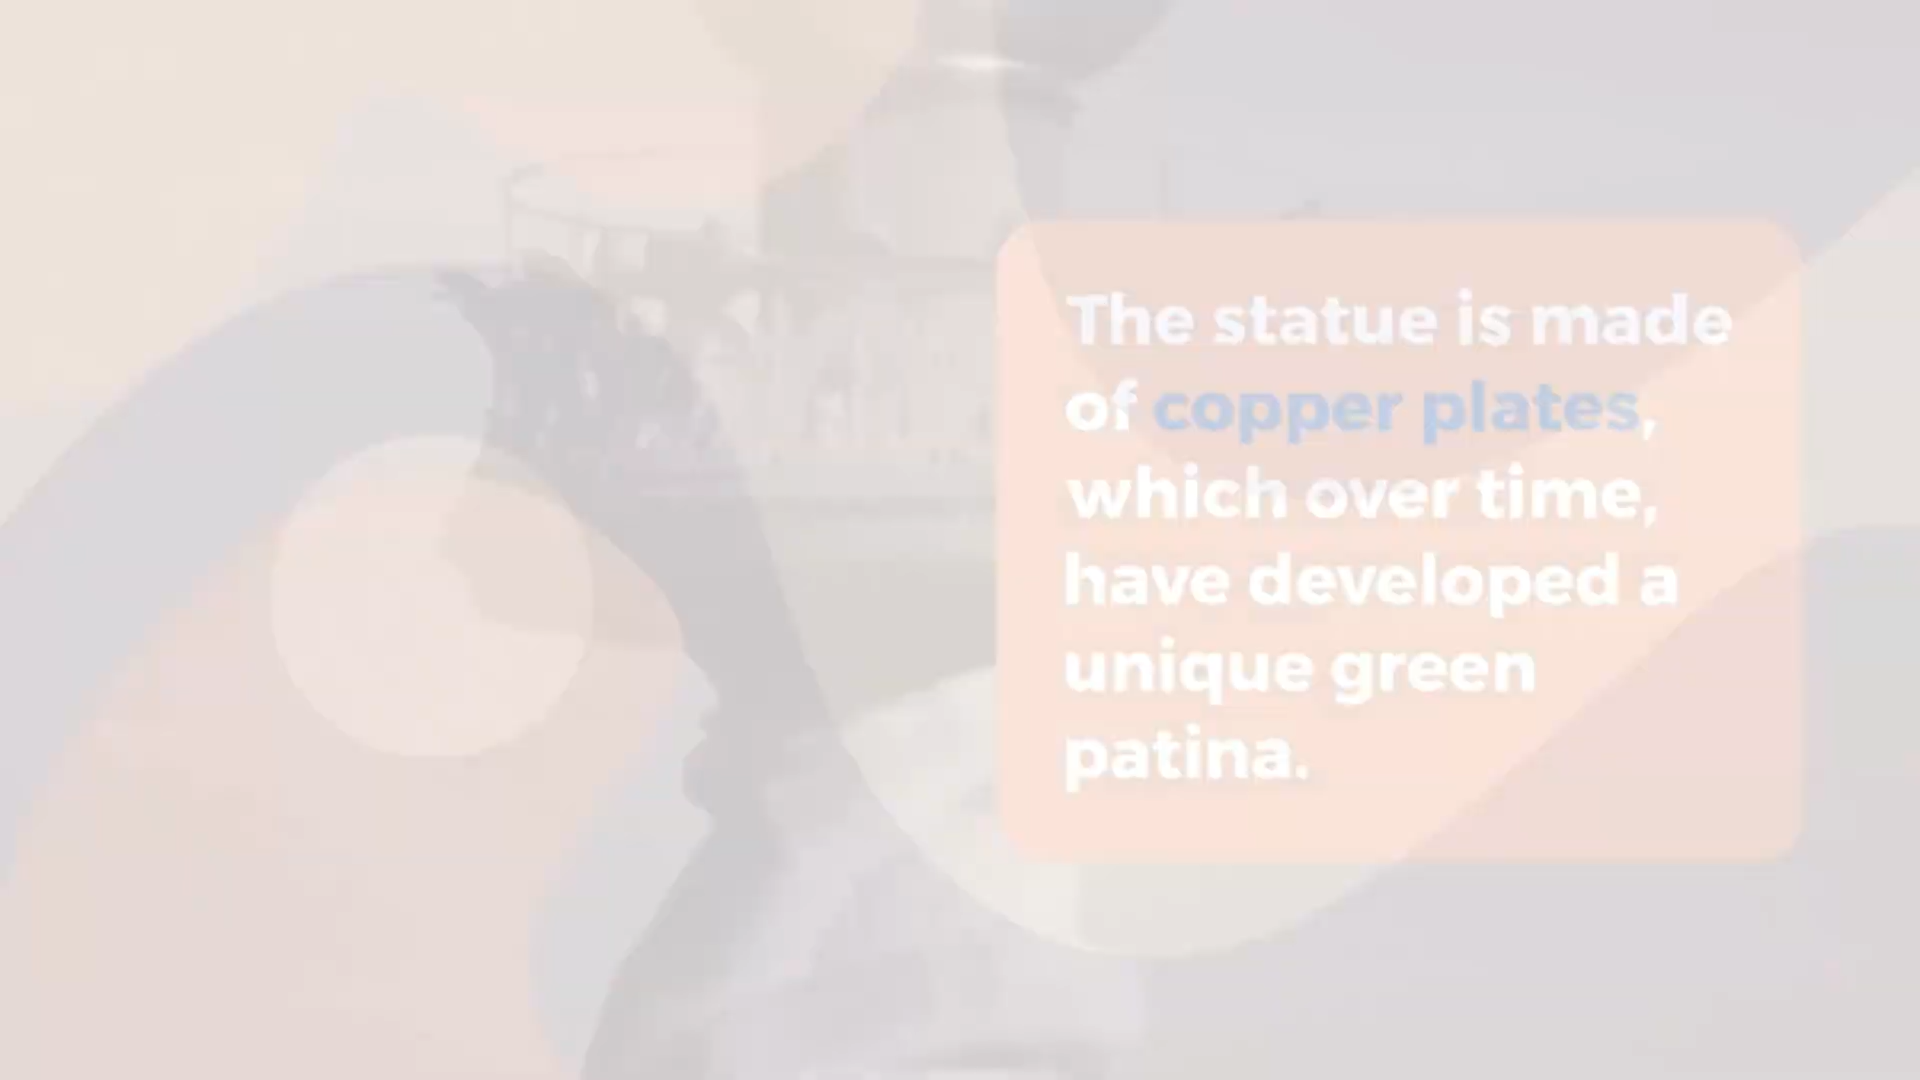 The statue is made
of copper plates,
which over time,
have developed a
unique green
patina.